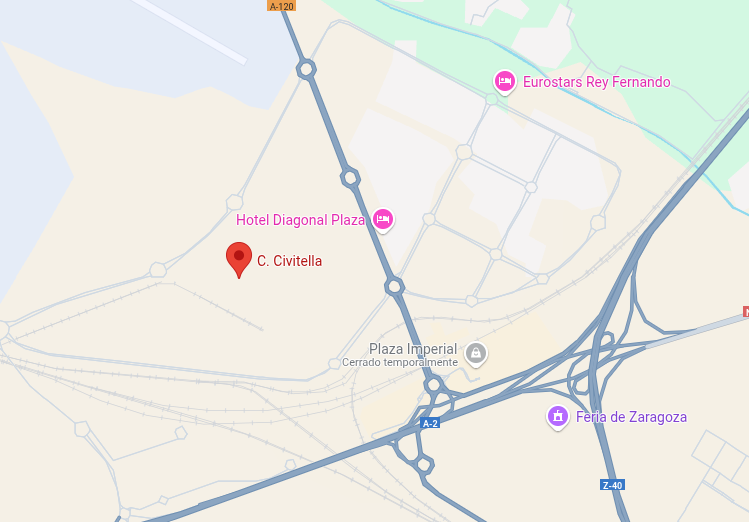 A-120
Eurostars Rey Fernando
Hotel Diagonal Plaza
C. Civitella
Plaza Imperial
Cerrado temporalmente
A-2
Feria de Zaragoza
Z-40